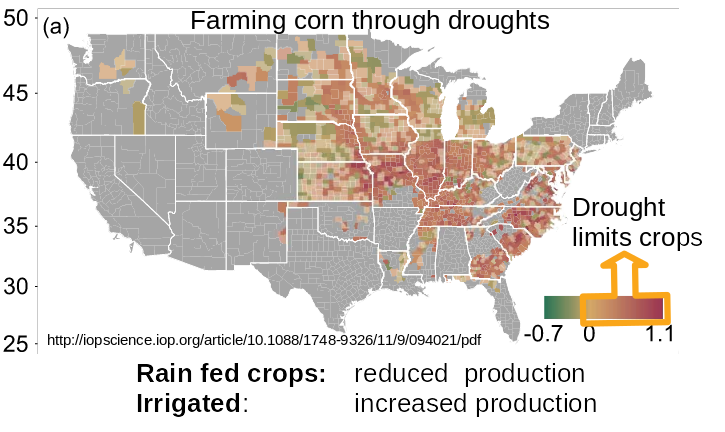 Farming corn through droughts
(a)
50
45
40
35
30
25
Drought
limits crops
-0.7 0 1.1
http://iopscience.iop.org/article/10.1088/1748-9326/11/9/094021/pdf
Rain fed crops: reduced production
Irrigated: increased production